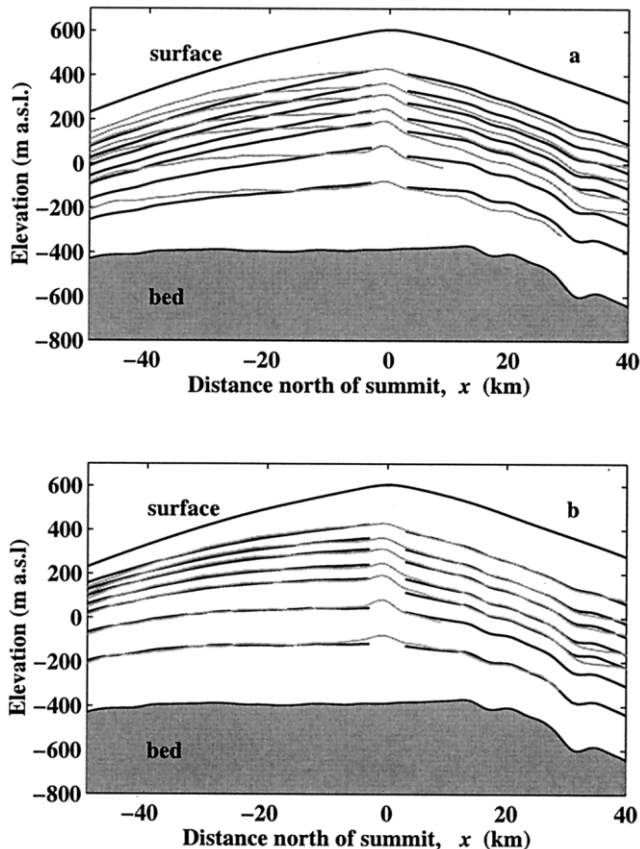 600
surface
a
400
200
0
−200
−400
−600
−800
bed
Elevation (m a.s.l.)
−40
−20
0
20
40
Distance north of summit, x (km)
600
surface
b
400
200
0
−200
−400
−600
−800
bed
Elevation (m a.s.l)
−40
−20
0
20
40
Distance north of summit, x (km)